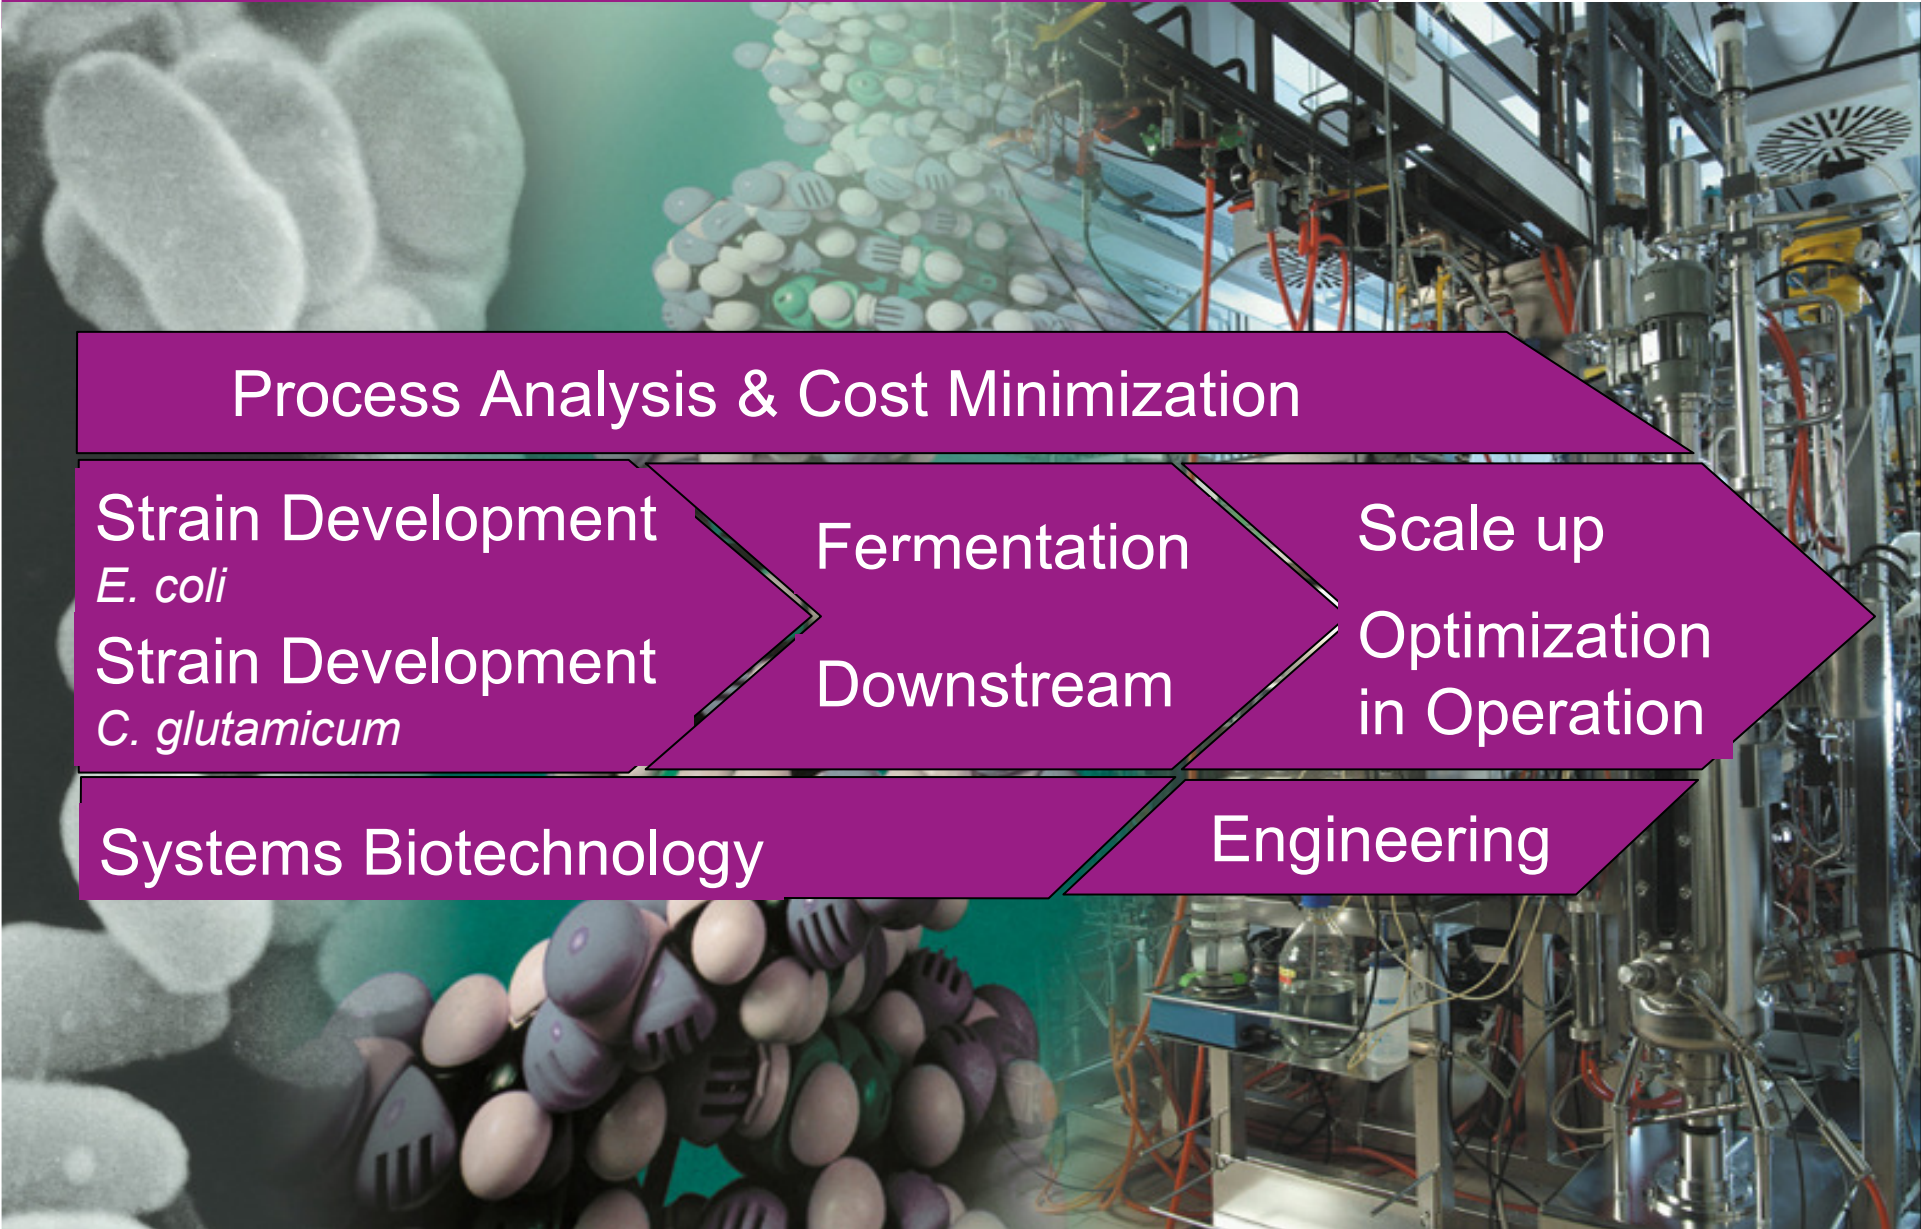 Process Analysis & Cost Minimization
Strain Development
E. coli
Strain Development
C. glutamicum
Fermentation
Downstream
Scale up
Optimization
in Operation
Systems Biotechnology
Engineering